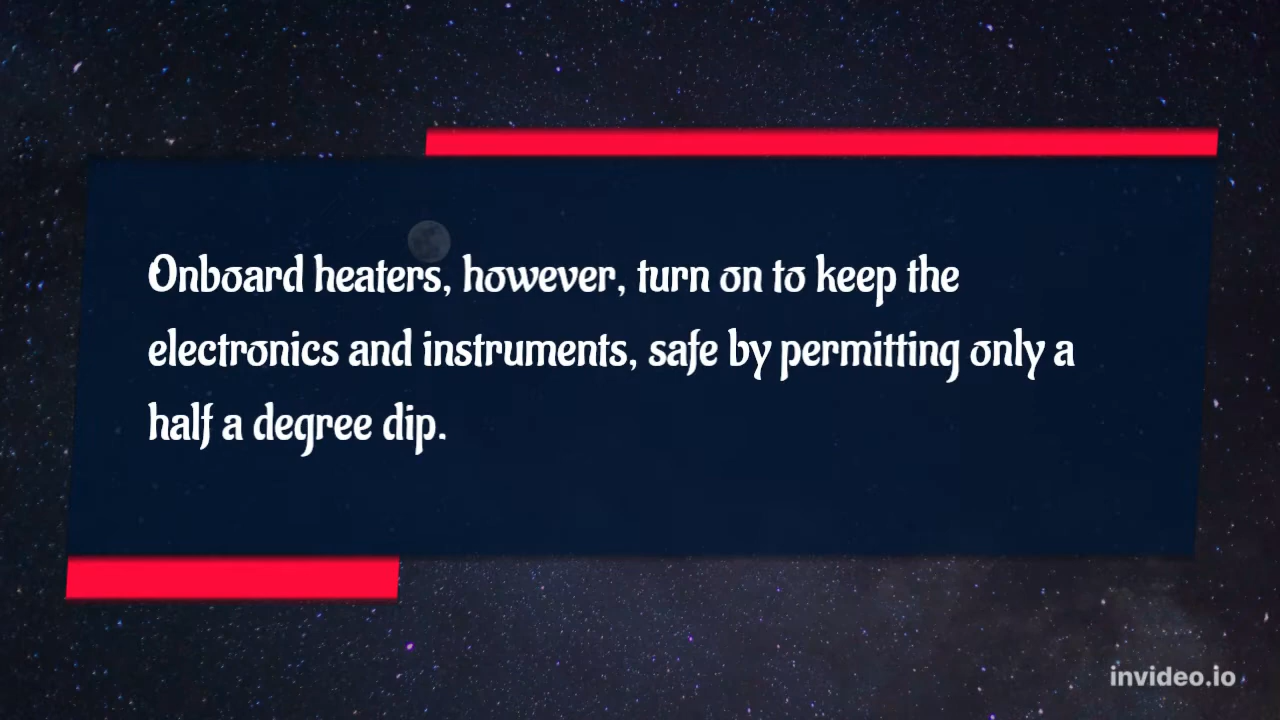 Onboard heaters, however, turn on to keep the
electronics and instruments, safe by permitting only a
half a degree dip.
invideo.io